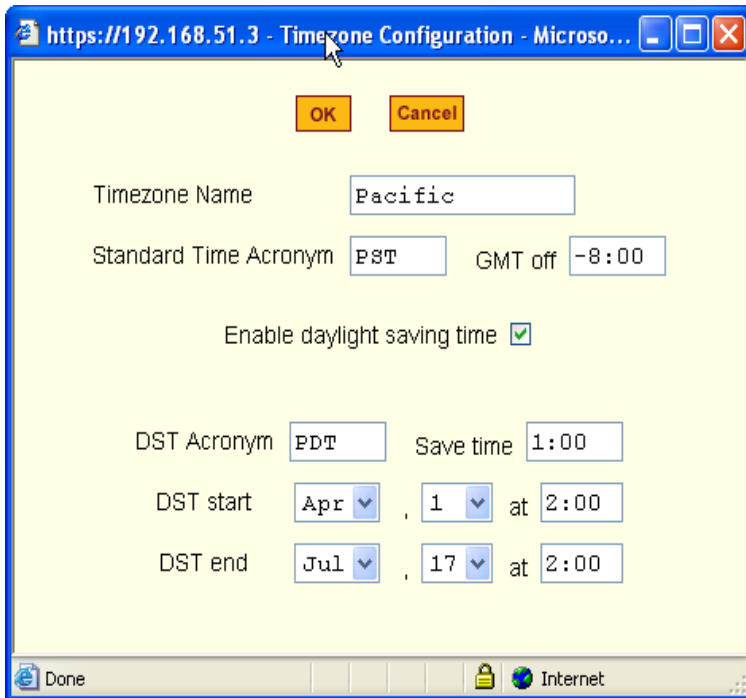 https://192.168.51.3 - Timezone Configuration - Microso...
OK Cancel
Timezone Name Pacific
Standard Time Acronym PST GMT off -8:00
Enable daylight saving time
DST Acronym PDT Save time 1:00
DST start Apr , 1 at 2:00
DST end Jul , 17 at 2:00
Done Internet